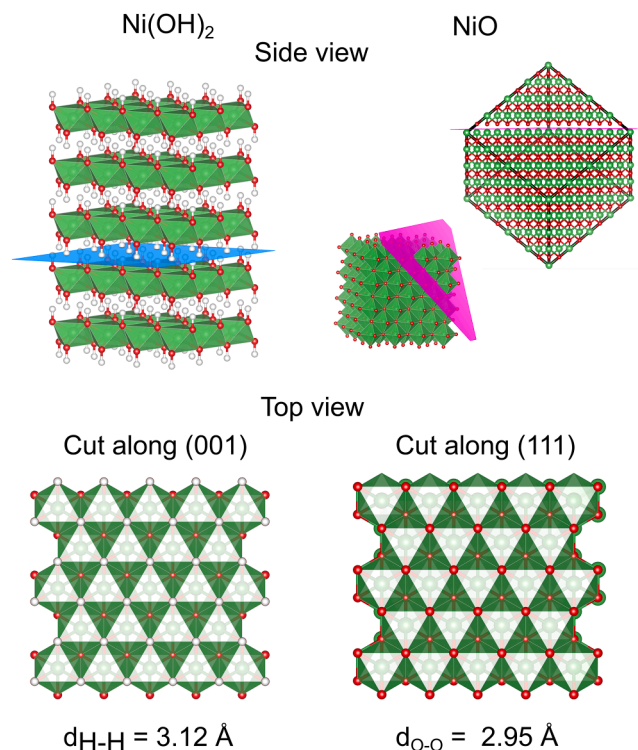 Ni(OH)₂
NiO
Side view
Top view
Cut along (001)
Cut along (111)
dH-H = 3.12 Å
dO-O = 2.95 Å